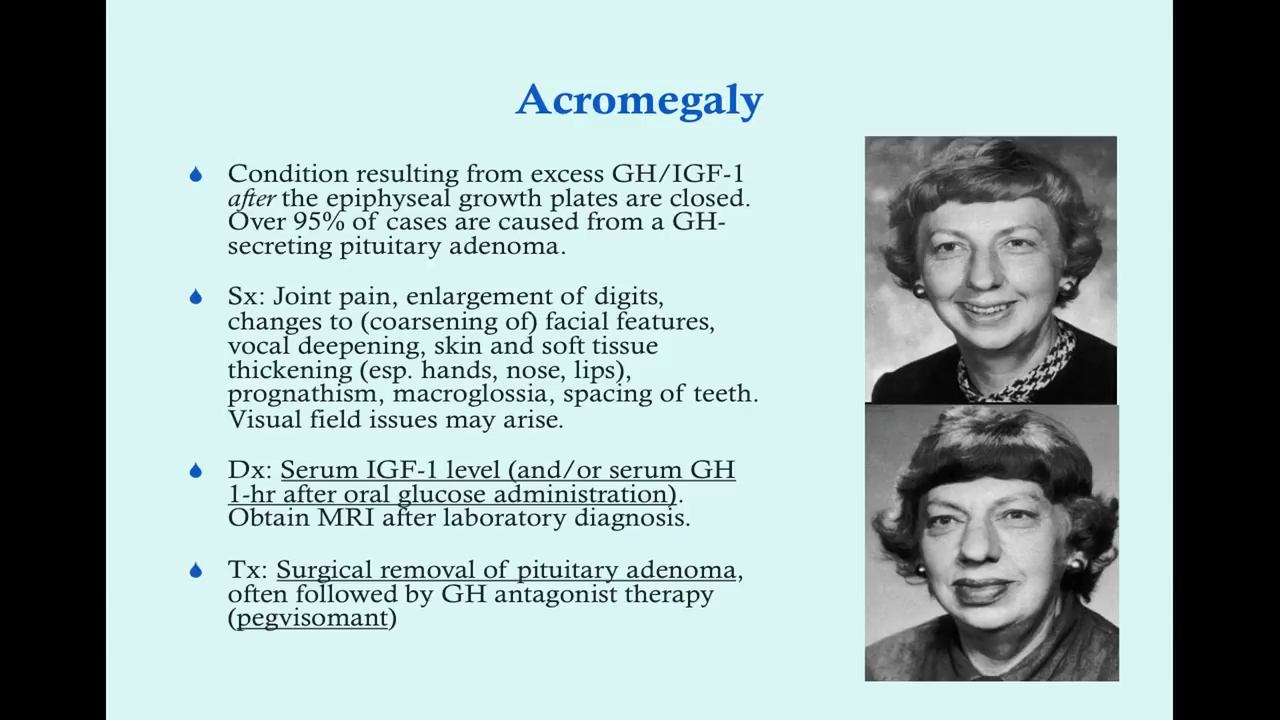 Acromegaly
Condition resulting from excess GH/IGF-1
after the epiphyseal growth plates are closed.
Over 95% of cases are caused from a GH-
secreting pituitary adenoma.
Sx: Joint pain, enlargement of digits,
changes to (coarsening of) facial features,
vocal deepening, skin and soft tissue
thickening (esp. hands, nose, lips),
prognathism, macroglossia, spacing of teeth.
Visual field issues may arise.
Dx: Serum IGF-1 level (and/or serum GH
1-hr after oral glucose administration).
Obtain MRI after laboratory diagnosis.
Tx: Surgical removal of pituitary adenoma,
often followed by GH antagonist therapy
(pegvisomant)